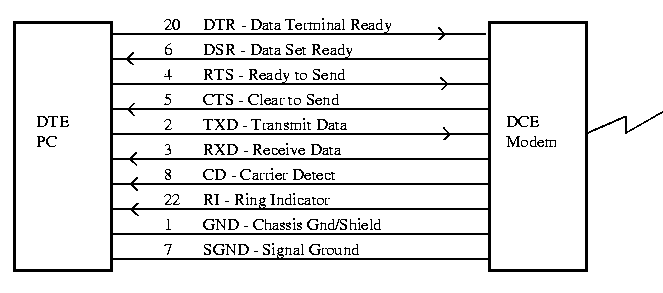 20 DTR - Data Terminal Ready
6 DSR - Data Set Ready
4 RTS - Ready to Send
5 CTS - Clear to Send
DTE
PC
2 TXD - Transmit Data
DCE
Modem
3 RXD - Receive Data
8 CD - Carrier Detect
22 RI - Ring Indicator
1 GND - Chassis Gnd/Shield
7 SGND - Signal Ground